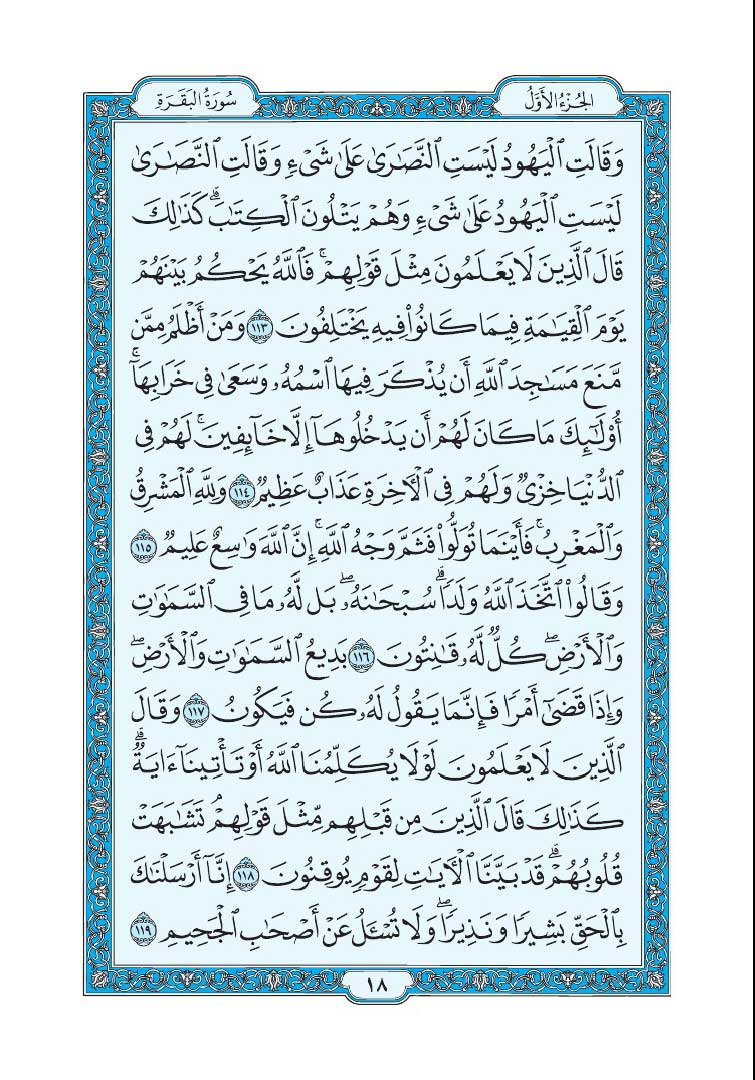 الجُزْءُ الأَوَّلُ
سُورَةُ البَقَرَةِ
وَقَالَتِ ٱلۡيَهُودُ لَيۡسَتِ ٱلنَّصَٰرَىٰ عَلَىٰ شَيۡءٖ وَقَالَتِ ٱلنَّصَٰرَىٰ
لَيۡسَتِ ٱلۡيَهُودُ عَلَىٰ شَيۡءٖ وَهُمۡ يَتۡلُونَ ٱلۡكِتَٰبَۗ كَذَٰلِكَ
قَالَ ٱلَّذِينَ لَا يَعۡلَمُونَ مِثۡلَ قَوۡلِهِمۡۚ فَٱللَّهُ يَحۡكُمُ بَيۡنَهُمۡ
يَوۡمَ ٱلۡقِيَٰمَةِ فِيمَا كَانُواْ فِيهِ يَخۡتَلِفُونَ ١١٣ وَمَنۡ أَظۡلَمُ مِمَّن
مَّنَعَ مَسَٰجِدَ ٱللَّهِ أَن يُذۡكَرَ فِيهَا ٱسۡمُهُۥ وَسَعَىٰ فِي خَرَابِهَآۚ
أُوْلَٰٓئِكَ مَا كَانَ لَهُمۡ أَن يَدۡخُلُوهَآ إِلَّا خَآئِفِينَۚ لَهُمۡ فِي
ٱلدُّنۡيَا خِزۡيٞ وَلَهُمۡ فِي ٱلۡأٓخِرَةِ عَذَابٌ عَظِيمٞ ١١٤ وَلِلَّهِ ٱلۡمَشۡرِقُ
وَٱلۡمَغۡرِبُۚ فَأَيۡنَمَا تُوَلُّواْ فَثَمَّ وَجۡهُ ٱللَّهِۚ إِنَّ ٱللَّهَ وَٰسِعٌ عَلِيمٞ ١١٥
وَقَالُواْ ٱتَّخَذَ ٱللَّهُ وَلَدٗاۗ سُبۡحَٰنَهُۥۖ بَل لَّهُۥ مَا فِي ٱلسَّمَٰوَٰتِ
وَٱلۡأَرۡضِۖ كُلّٞ لَّهُۥ قَٰنِتُونَ ١١٦ بَدِيعُ ٱلسَّمَٰوَٰتِ وَٱلۡأَرۡضِۖ
وَإِذَا قَضَىٰٓ أَمۡرٗا فَإِنَّمَا يَقُولُ لَهُۥ كُن فَيَكُونُ ١١٧ وَقَالَ
ٱلَّذِينَ لَا يَعۡلَمُونَ لَوۡلَا يُكَلِّمُنَا ٱللَّهُ أَوۡ تَأۡتِينَآ ءَايَةٞۗ
كَذَٰلِكَ قَالَ ٱلَّذِينَ مِن قَبۡلِهِم مِّثۡلَ قَوۡلِهِمۡۘ تَشَٰبَهَتۡ
قُلُوبُهُمۡۗ قَدۡ بَيَّنَّا ٱلۡأٓيَٰتِ لِقَوۡمٖ يُوقِنُونَ ١١٨ إِنَّآ أَرۡسَلۡنَٰكَ
بِٱلۡحَقِّ بَشِيرٗا وَنَذِيرٗاۖ وَلَا تُسۡـَٔلُ عَنۡ أَصۡحَٰبِ ٱلۡجَحِيمِ ١١٩
١٨